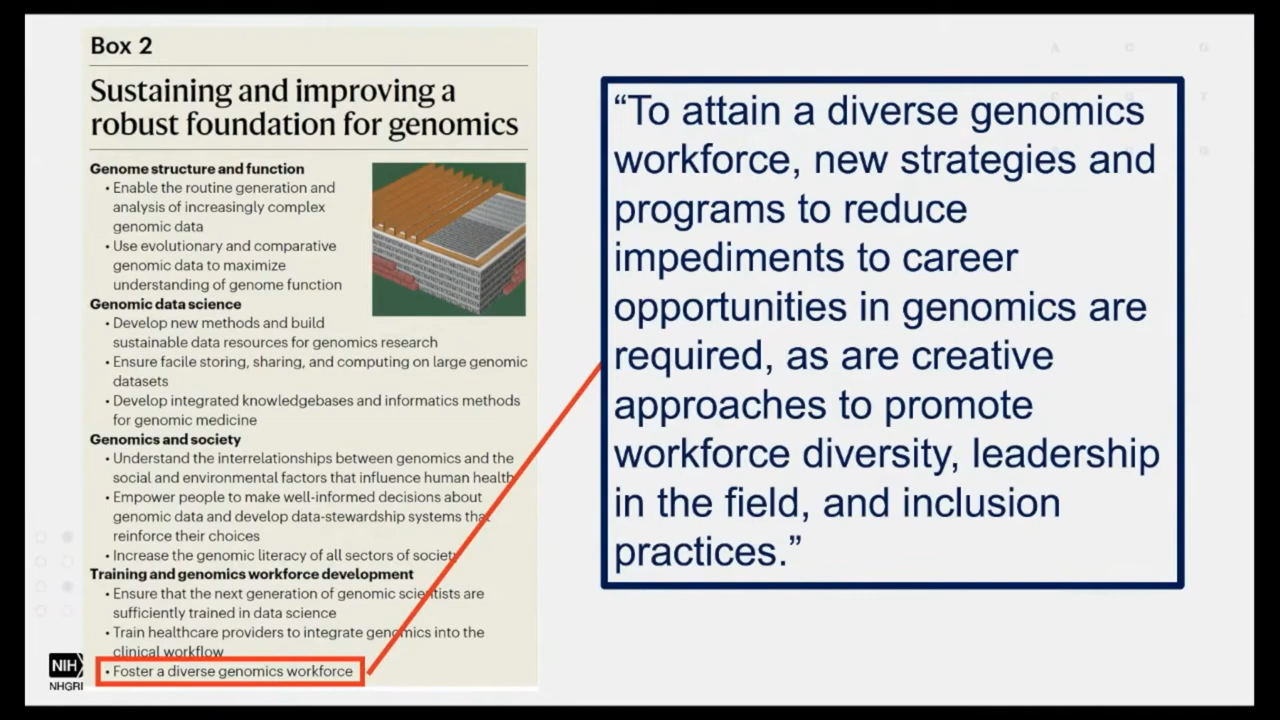 Box 2
Sustaining and improving a
robust foundation for genomics
Genome structure and function
• Enable the routine generation and
analysis of increasingly complex
genomic data
• Use evolutionary and comparative
genomic data to maximize
understanding of genome function
Genomic data science
• Develop new methods and build
sustainable data resources for genomics research
• Ensure facile storing, sharing, and computing on large genomic
datasets
• Develop integrated knowledgebases and informatics methods
for genomic medicine
Genomics and society
• Understand the interrelationships between genomics and the
social and environmental factors that influence human health
• Empower people to make well-informed decisions about
genomic data and develop data-stewardship systems that
reinforce their choices
• Increase the genomic literacy of all sectors of society
Training and genomics workforce development
• Ensure that the next generation of genomic scientists are
sufficiently trained in data science
• Train healthcare providers to integrate genomics into the
clinical workflow
• Foster a diverse genomics workforce
NIH
NHGRI
“To attain a diverse genomics
workforce, new strategies and
programs to reduce
impediments to career
opportunities in genomics are
required, as are creative
approaches to promote
workforce diversity, leadership
in the field, and inclusion
practices.”